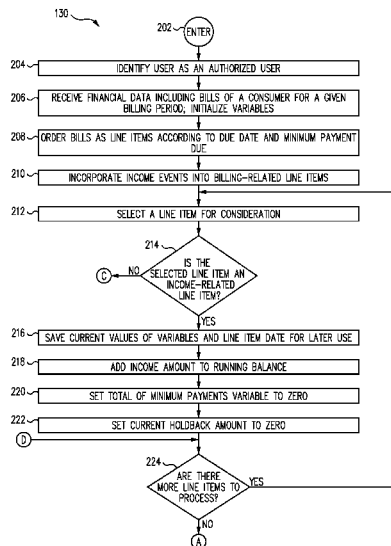 130
202
ENTER
204
IDENTIFY USER AS AN AUTHORIZED USER
206
RECEIVE FINANCIAL DATA INCLUDING BILLS OF A CONSUMER FOR A GIVEN
BILLING PERIOD; INITIALIZE VARIABLES
208
ORDER BILLS AS LINE ITEMS ACCORDING TO DUE DATE AND MINIMUM PAYMENT
DUE
210
INCORPORATE INCOME EVENTS INTO BILLING-RELATED LINE ITEMS
212
SELECT A LINE ITEM FOR CONSIDERATION
214
IS THE
SELECTED LINE ITEM AN
INCOME-RELATED
LINE ITEM?
NO
C
YES
216
SAVE CURRENT VALUES OF VARIABLES AND LINE ITEM DATE FOR LATER USE
218
ADD INCOME AMOUNT TO RUNNING BALANCE
220
SET TOTAL OF MINIMUM PAYMENTS VARIABLE TO ZERO
222
SET CURRENT HOLDBACK AMOUNT TO ZERO
D
224
ARE THERE
MORE LINE ITEMS TO
PROCESS?
YES
NO
A